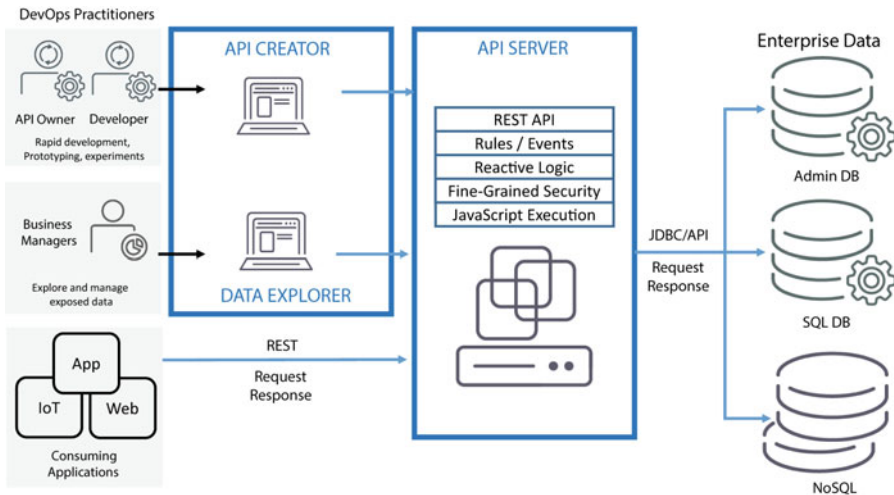 DevOps Practitioners
API Owner
Developer
Rapid development,
Prototyping, experiments
Business
Managers
Explore and manage
exposed data
App
IoT
Web
Consuming
Applications
API CREATOR
DATA EXPLORER
REST
Request
Response
API SERVER
REST API
Rules / Events
Reactive Logic
Fine-Grained Security
JavaScript Execution
JDBC/API
Request
Response
Enterprise Data
Admin DB
SQL DB
NoSQL